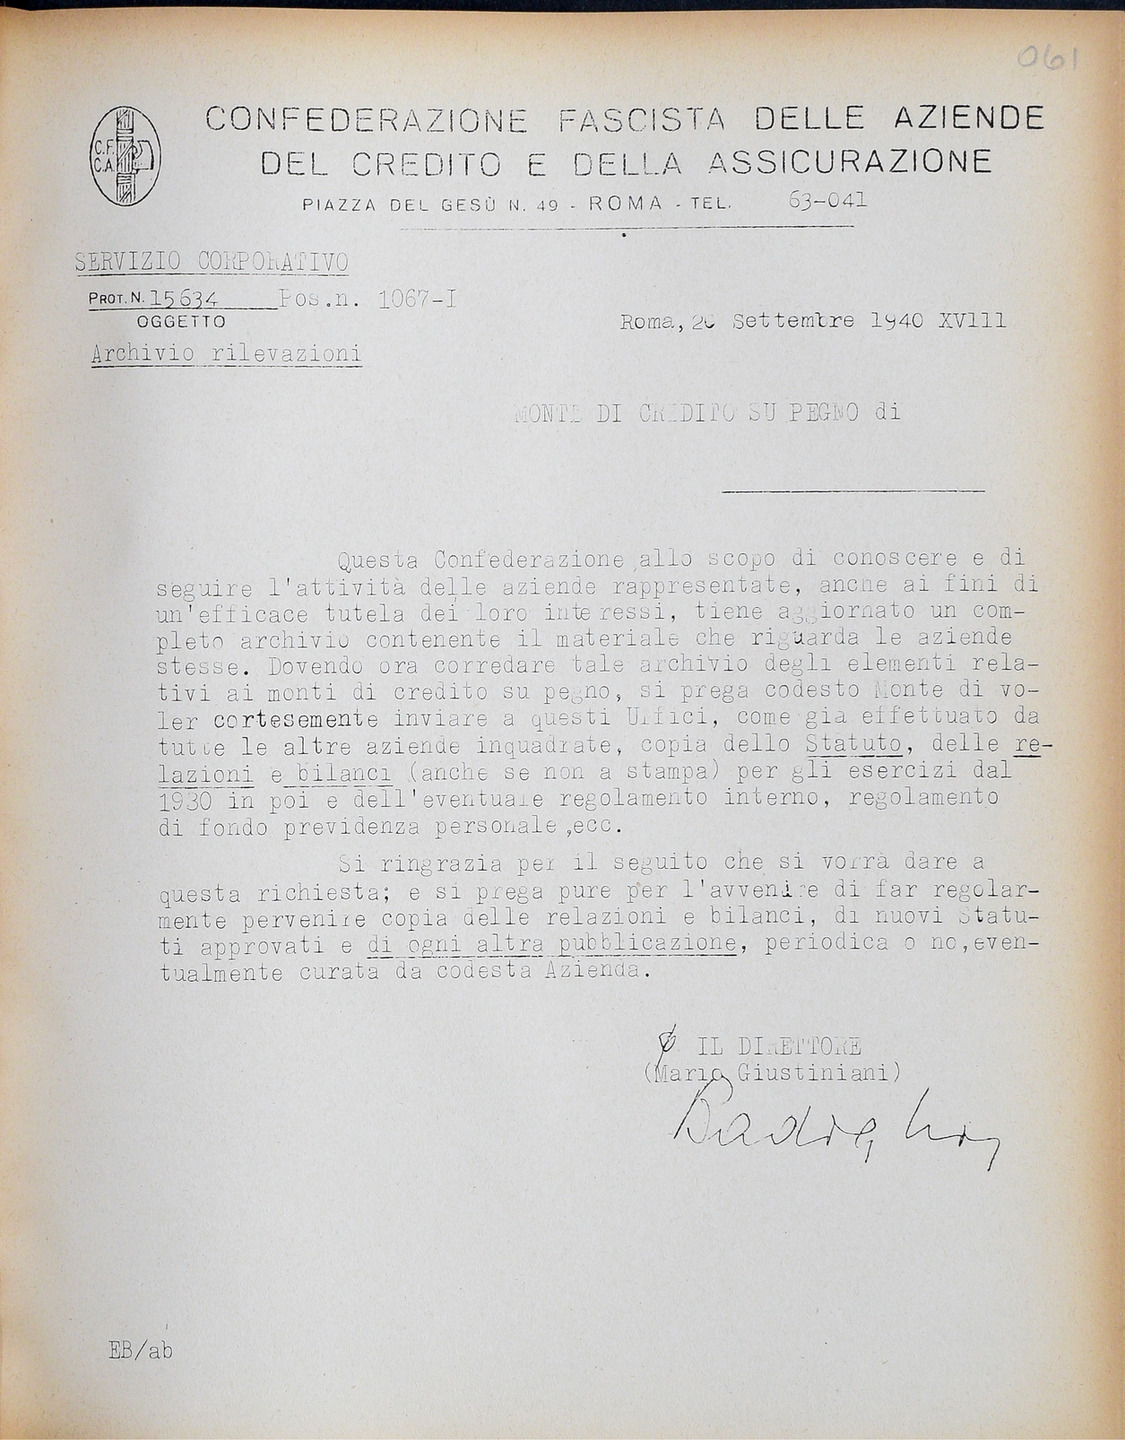 061
CONFEDERAZIONE FASCISTA DELLE AZIENDE
DEL CREDITO E DELLA ASSICURAZIONE
C.F.
C.A.
PIAZZA DEL GESÙ N. 49 - ROMA - TEL. 63-041
SERVIZIO CORPORATIVO
PROT. N. 15634 Pos.n. 1067-I
OGGETTO
Roma, Settembre 1940 XVIII
Archivio rilevazioni
MONTE DI CREDITO SU PEGNO di
Questa Confederazione,allo scopo di conoscere e di
seguire l'attività delle aziende rappresentate, anche ai fini di
un'efficace tutela dei loro interessi, tiene aggiornato un com-
pleto archivio contenente il materiale che riguarda le aziende
stesse. Dovendo ora corredare tale archivio degli elementi rela-
tivi ai monti di credito su pegno, si prega codesto Monte di vo-
ler cortesemente inviare a questi Uffici, come già effettuato da
tutte le altre aziende inquadrate, copia dello Statuto, delle re-
lazioni e bilanci (anche se non a stampa) per gli esercizi dal
1930 in poi e dell'eventuale regolamento interno, regolamento
di fondo previdenza personale,ecc.
Si ringrazia per il seguito che si vorrà dare a
questa richiesta; e si prega pure per l'avvenire di far regolar-
mente pervenire copia delle relazioni e bilanci, di nuovi Statu-
ti approvati e di ogni altra pubblicazione, periodica o no,even-
tualmente curata da codesta Azienda.
IL DIRETTORE
(Mario Giustiniani)
EB/ab